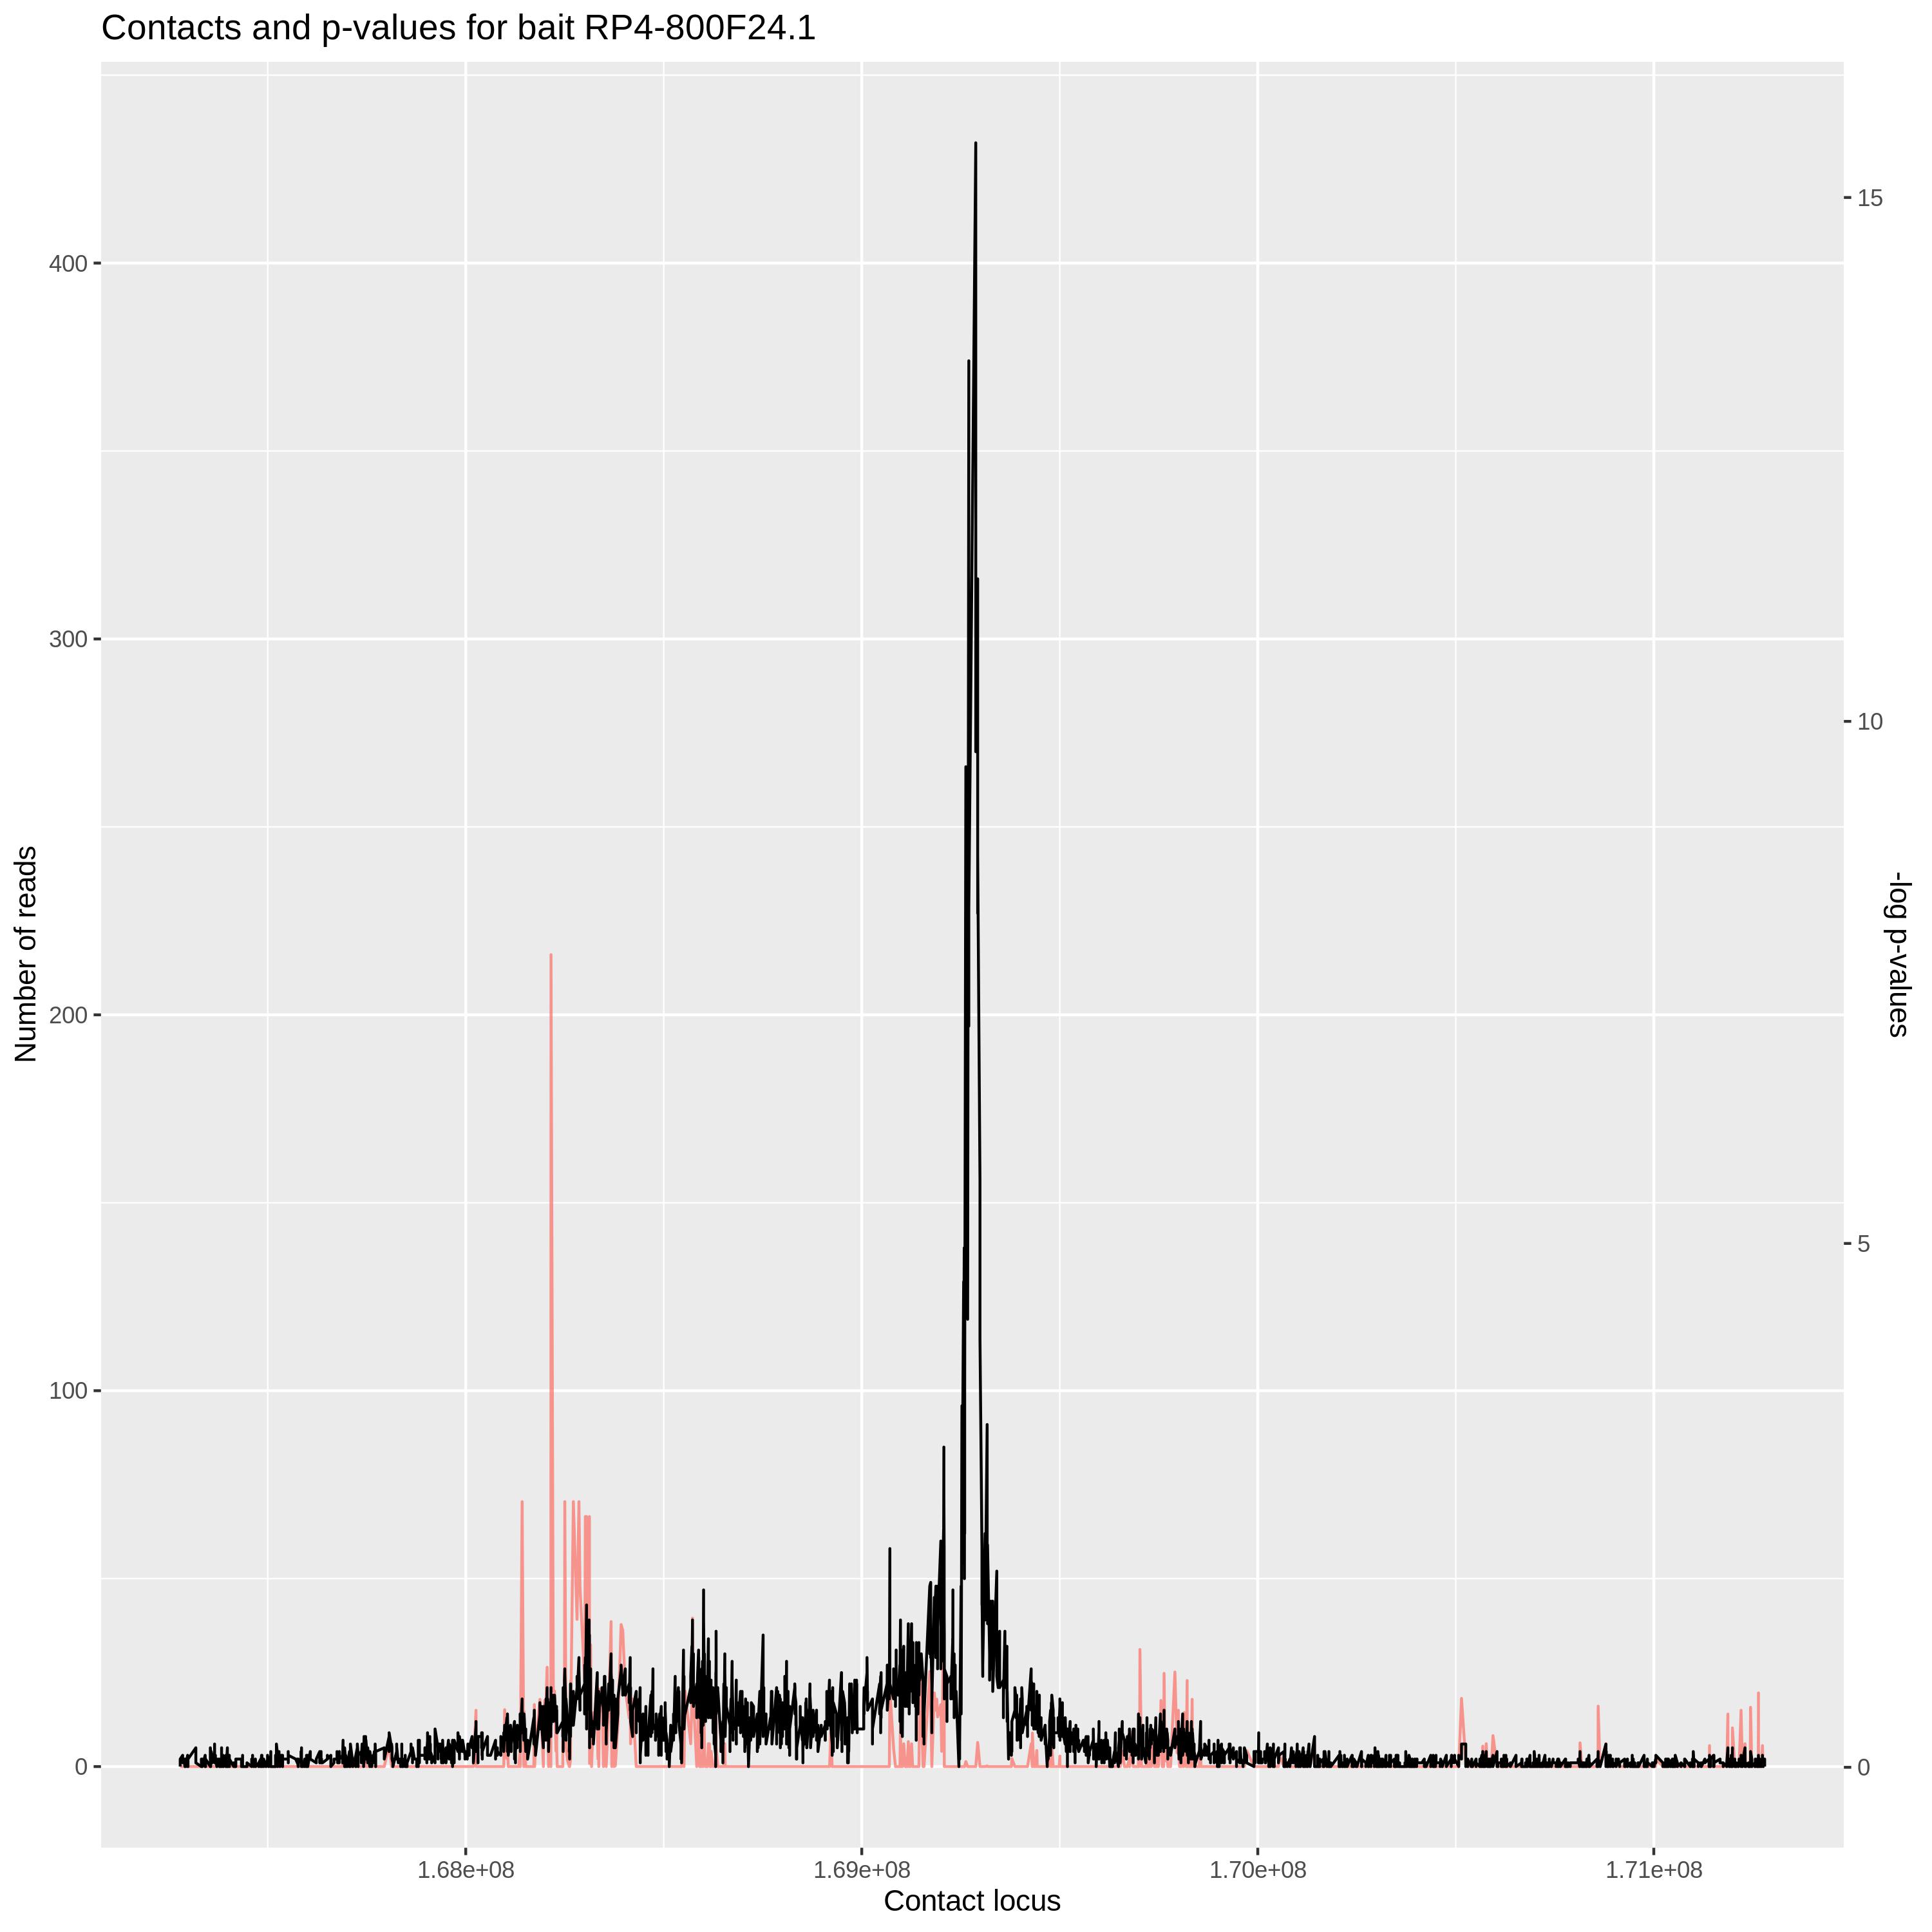 Contacts and p-values for bait RP4-800F24.1
400
300
200
100
0
15
10
5
0
Number of reads
-log p-values
1.68e+08
1.69e+08
1.70e+08
1.71e+08
Contact locus